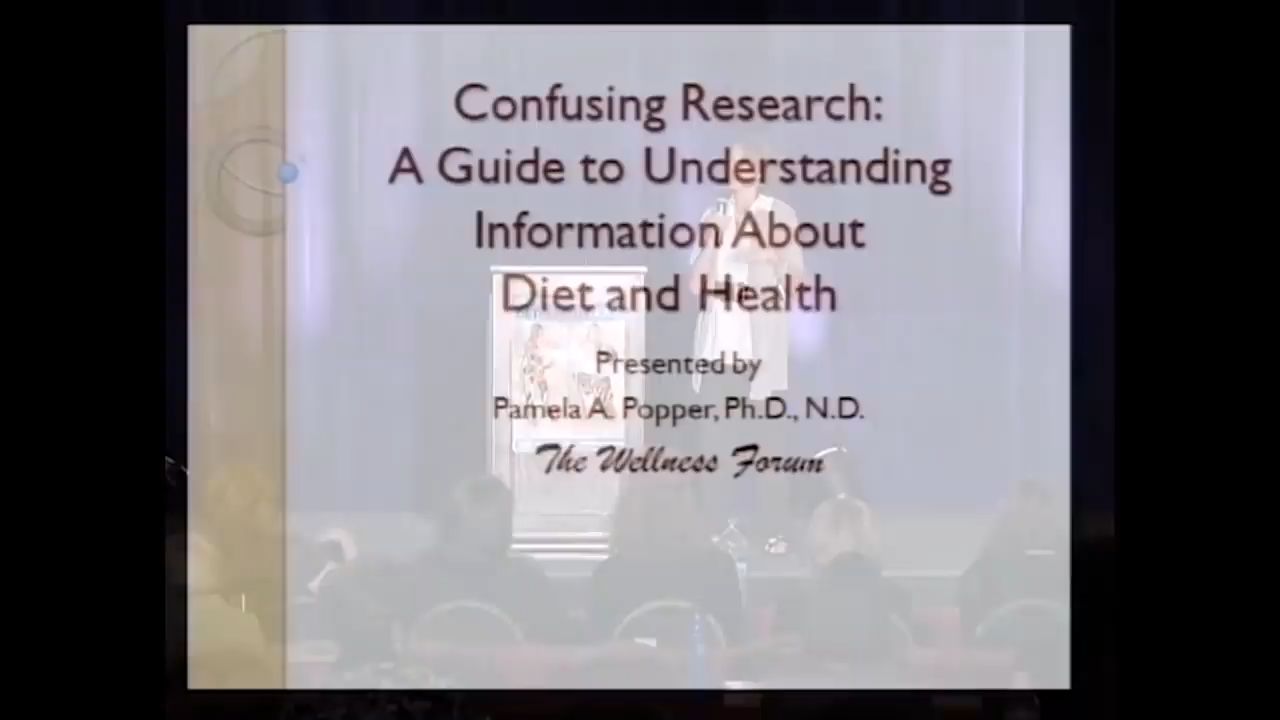 Confusing Research:
A Guide to Understanding
Information About
Diet and Health
Presented by
Pamela A. Popper, Ph.D., N.D.
The Wellness Forum